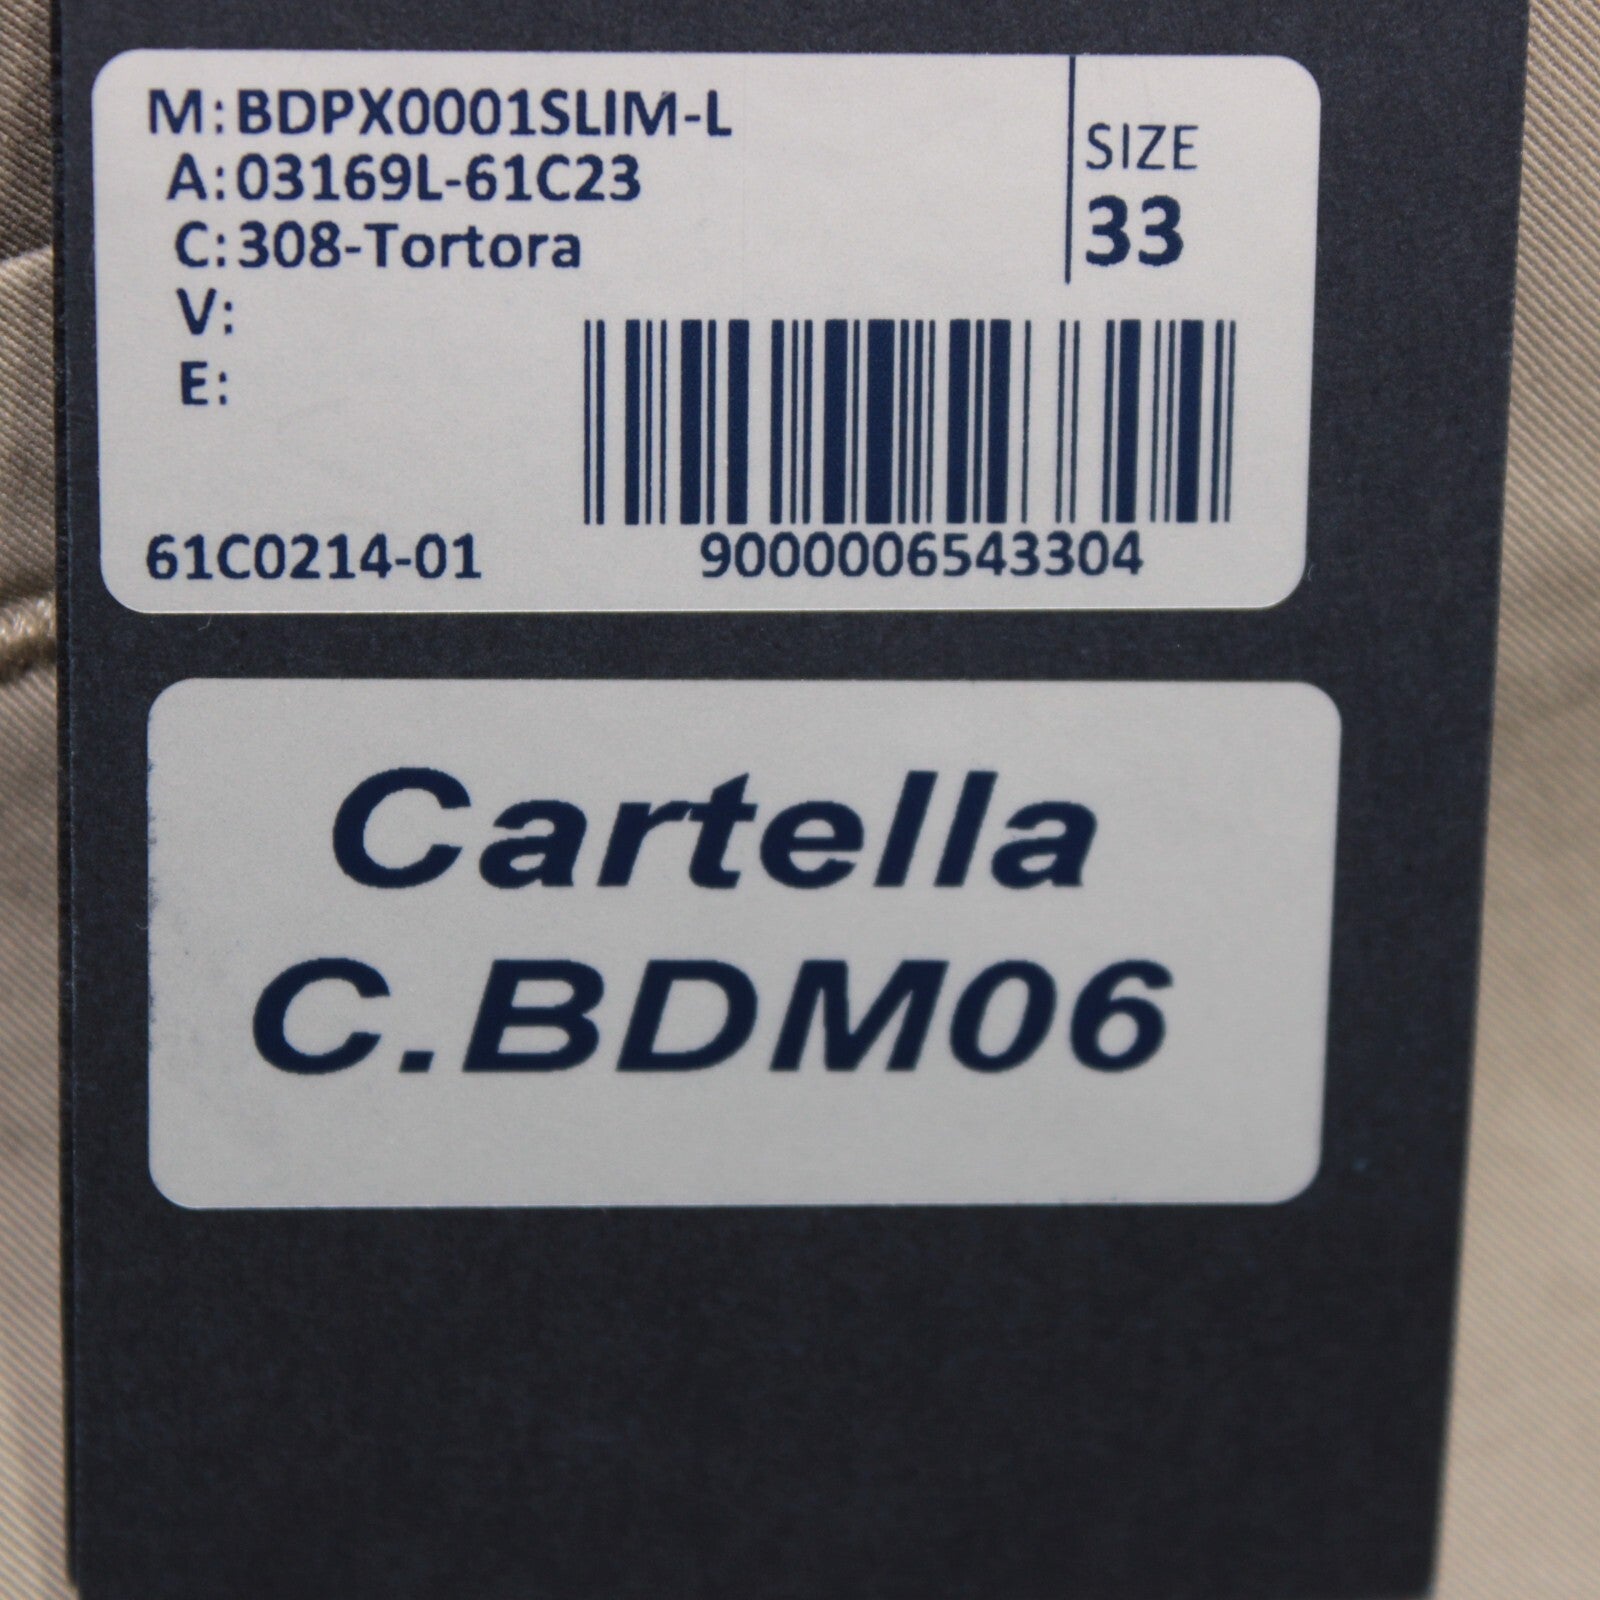 M: BDPX0001SLIM-L
A: 03169L-61C23
C: 308-Tortora
V:
E:
SIZE
33
61C0214-01
9000006543304
Cartella
C.BDM06